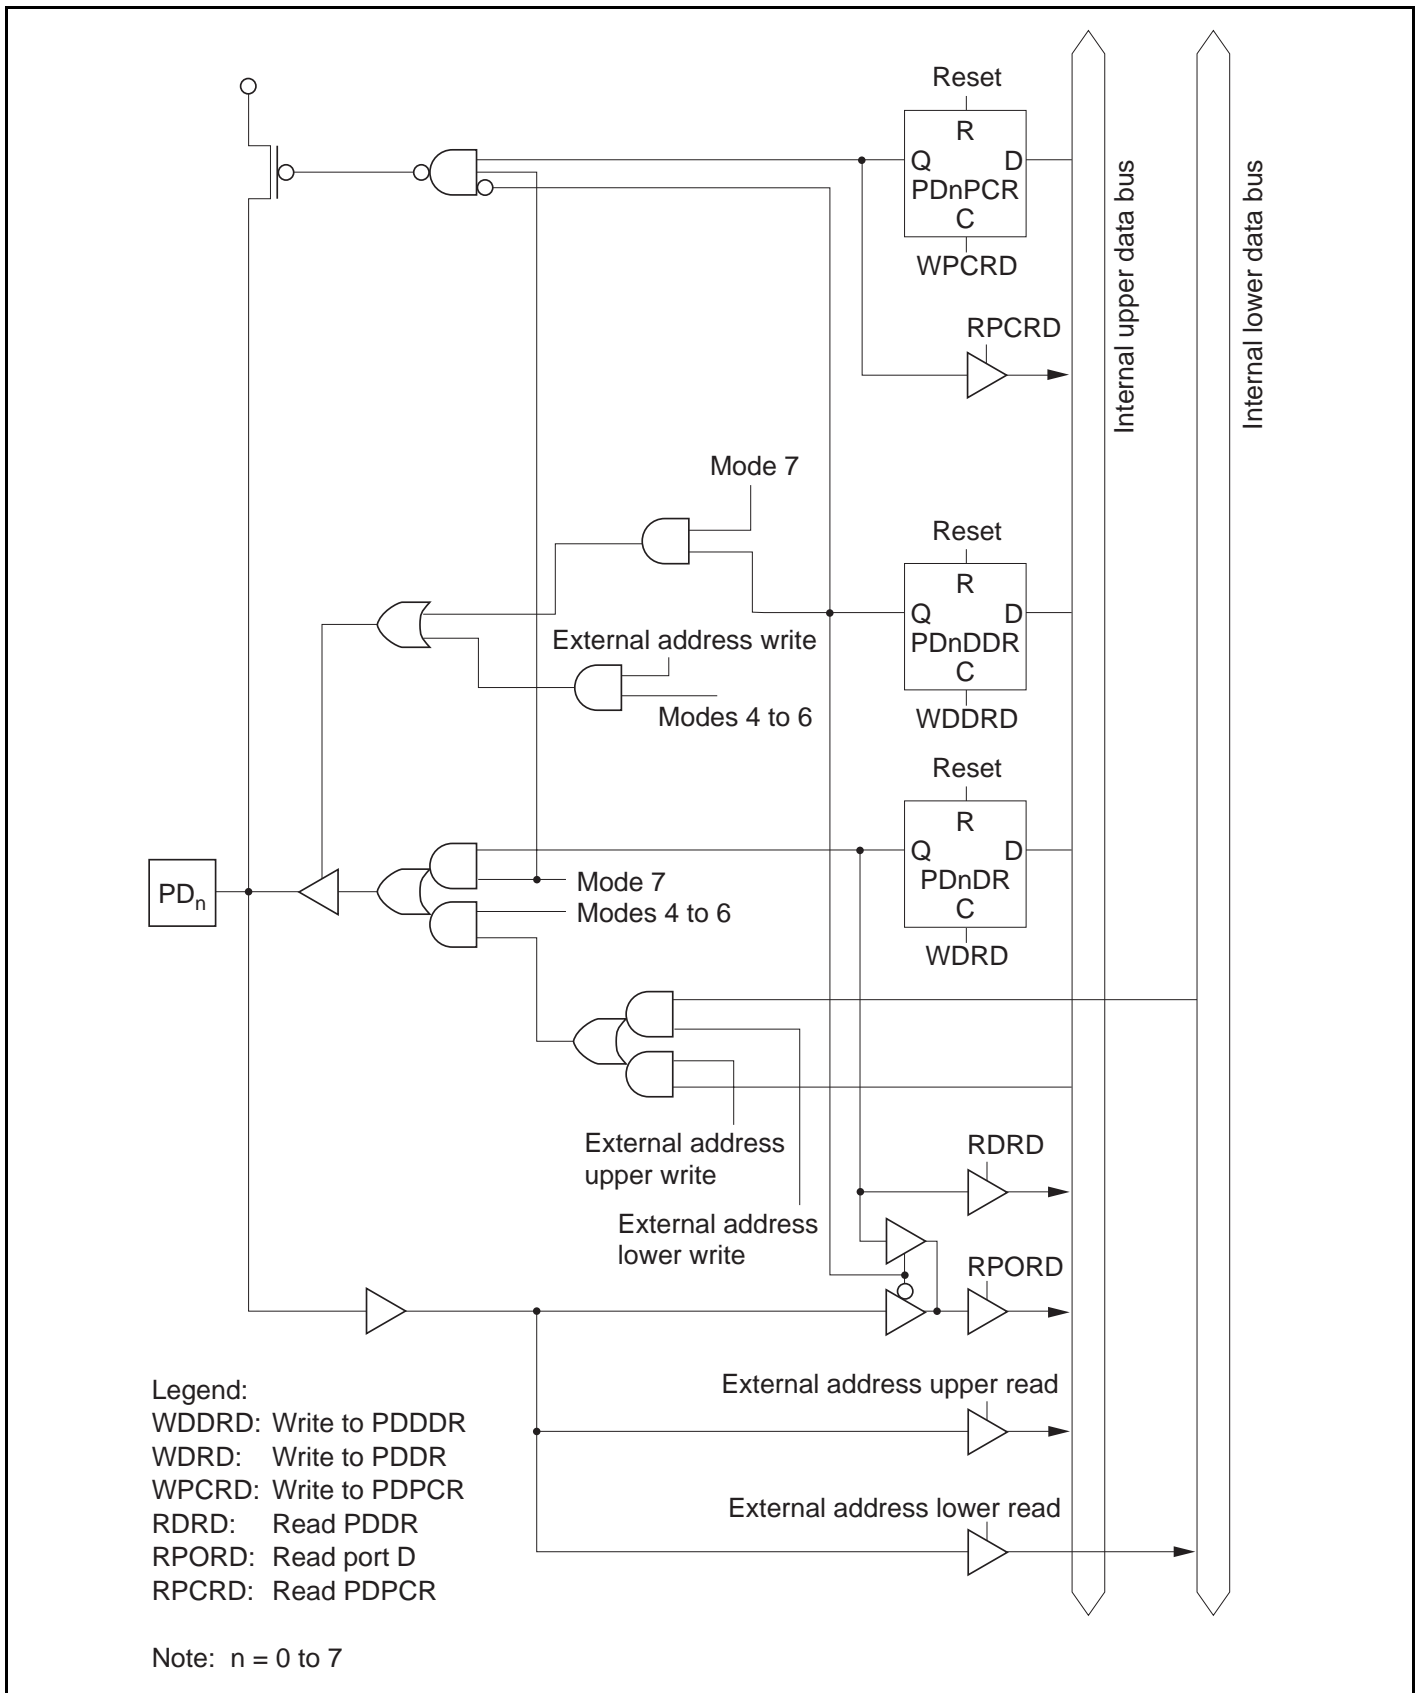 Reset
R
Q D
PDnPCR
C
WPCRD
RPCRD
Internal upper data bus
Internal lower data bus
Mode 7
Reset
R
Q D
PDnDDR
C
WDDRD
External address write
Modes 4 to 6
Reset
R
Q D
PDnDR
C
WDRD
PDn
Mode 7
Modes 4 to 6
External address
upper write
External address
lower write
RDRD
RPORD
External address upper read
External address lower read
Legend:
WDDRD: Write to PDDDR
WDRD: Write to PDDR
WPCRD: Write to PDPCR
RDRD: Read PDDR
RPORD: Read port D
RPCRD: Read PDPCR
Note: n = 0 to 7